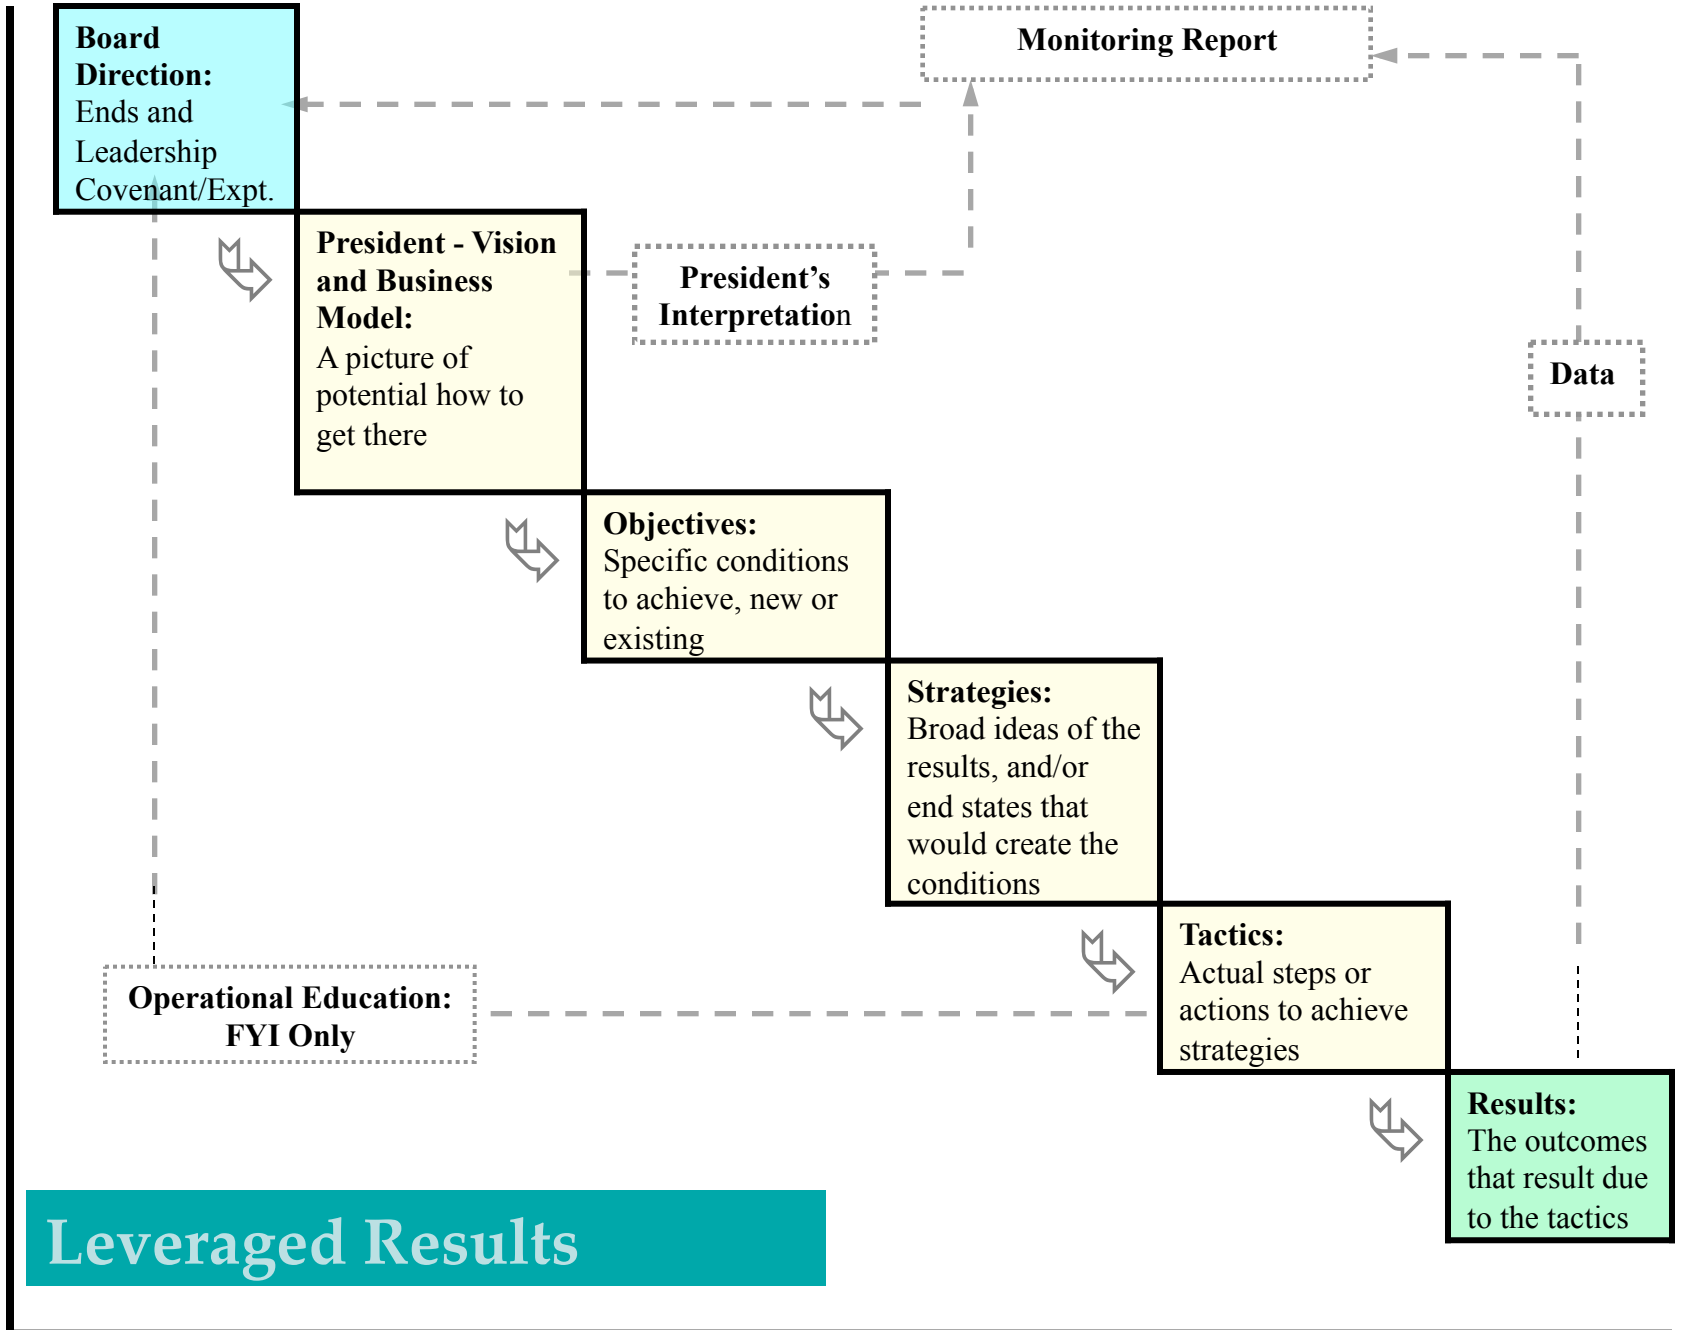 Board
Direction:
Ends and
Leadership
Covenant/Expt.
Monitoring Report
President - Vision
and Business
Model:
A picture of
potential how to
get there
President’s
Interpretation
Data
Objectives:
Specific conditions
to achieve, new or
existing
Strategies:
Broad ideas of the
results, and/or
end states that
would create the
conditions
Tactics:
Actual steps or
actions to achieve
strategies
Operational Education:
FYI Only
Results:
The outcomes
that result due
to the tactics
Leveraged Results